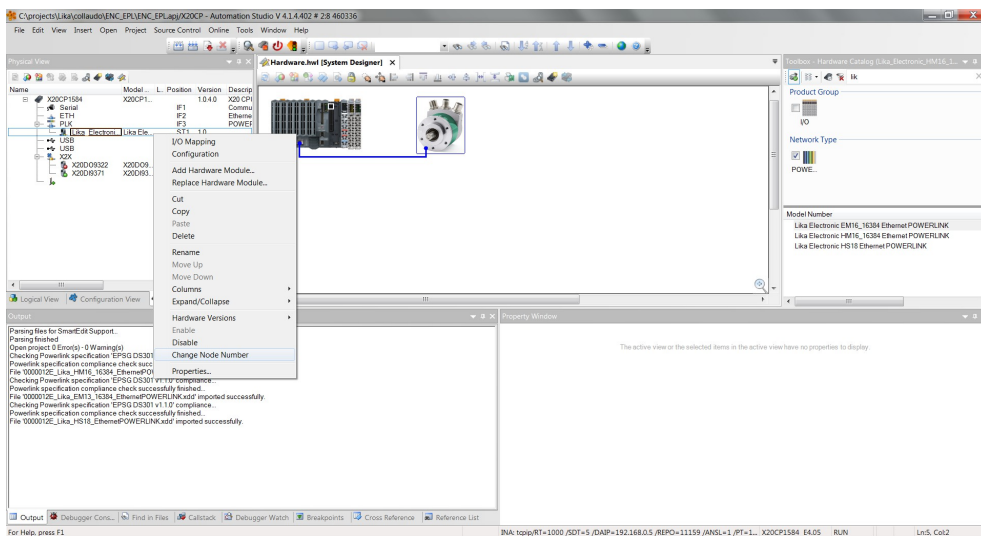 C:\projects\Lika\collaudo\ENC_EPL\ENC_EPL.apj/X20CP - Automation Studio V 4.1.4.402 # 2:8 460336
File Edit View Insert Open Project Source Control Online Tools Window Help
Physical View
Hardware.hwl [System Designer] X
Toolbox - Hardware Catalog (Lika_Electronic_HM16_1...
lik
Name Model ... L.. Position Version Descrip
X20CP1584 X20CP1... 1.0.4.0 X20 CPI
Serial IF1 Commu
ETH IF2 Etherne
PLK IF3 POWEF
Lika_Electroni.. Lika Ele... ST1 1.0
USB
USB
X2X
X20DO9322 X20DO9...
X20DI9371 X20DI93...
I/O Mapping
Configuration
Add Hardware Module...
Replace Hardware Module...
Cut
Copy
Paste
Delete
Rename
Move Up
Move Down
Columns
Expand/Collapse
Hardware Versions
Enable
Disable
Change Node Number
Properties...
Product Group
I/O
Network Type
POWE...
Model Number
Lika Electronic EM16_16384 Ethernet POWERLINK
Lika Electronic HM16_16384 Ethernet POWERLINK
Lika Electronic HS18 Ethernet POWERLINK
Logical View Configuration View
Output
Parsing files for SmartEdit Support..
Parsing finished
Open project: 0 Error(s) - 0 Warning(s)
Checking Powerlink specification 'EPSG DS301
Powerlink specification compliance check succ
File '0000012E_Lika_HM16_16384_EthernetPO
Checking Powerlink specification 'EPSG DS301 v1.1.0' compliance...
Powerlink specification compliance check successfully finished...
File '0000012E_Lika_EM13_16384_EthernetPOWERLINK.xdd' imported successfully.
Checking Powerlink specification 'EPSG DS301 v1.1.0' compliance...
Powerlink specification compliance check successfully finished...
File '0000012E_Lika_HS18_EthernetPOWERLINK.xdd' imported successfully.
Property Window
The active view or the selected items in the active view have no properties to display.
Output Debugger Cons... Find in Files Callstack Debugger Watch Breakpoints Cross Reference Reference List
For Help, press F1
INA: tcpip/RT=1000 /SDT=5 /DAIP=192.168.0.5 /REPO=11159 /ANSL=1 /PT=1... X20CP1584 E4.05 RUN Ln:5, Col:2